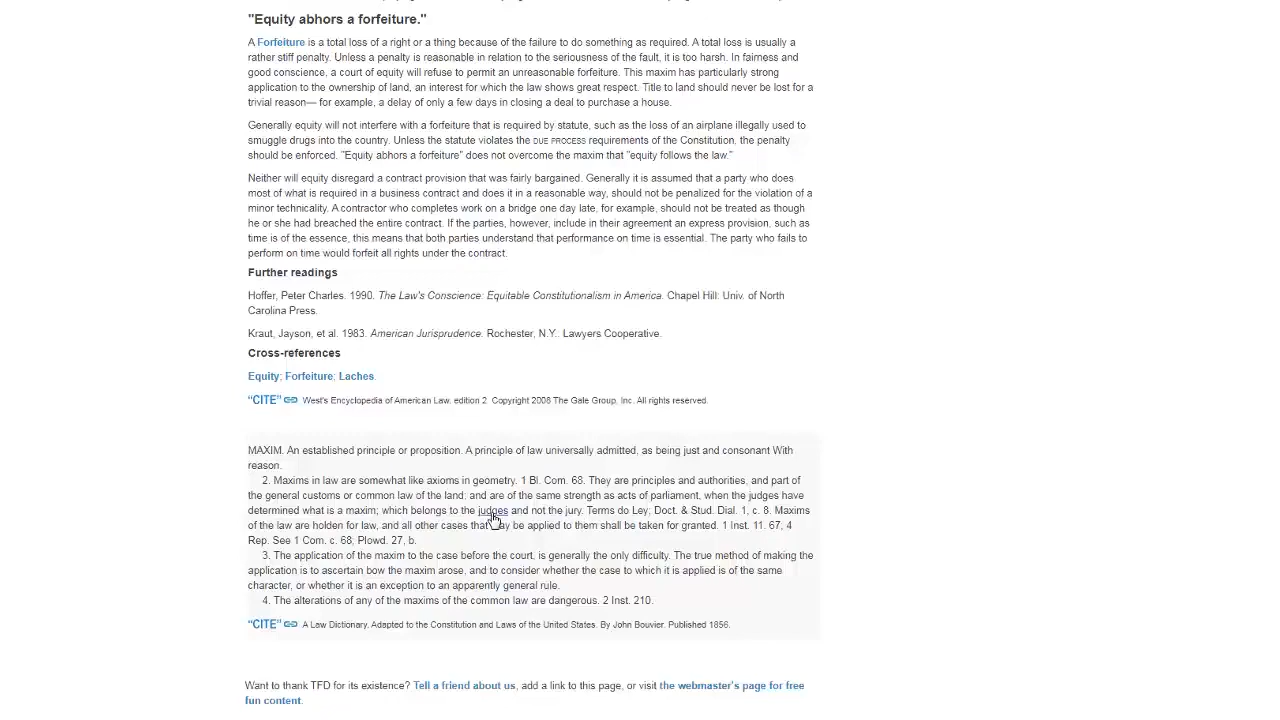 "Equity abhors a forfeiture."
A Forfeiture is a total loss of a right or a thing because of the failure to do something as required. A total loss is usually a
rather stiff penalty. Unless a penalty is reasonable in relation to the seriousness of the fault, it is too harsh. In fairness and
good conscience, a court of equity will refuse to permit an unreasonable forfeiture. This maxim has particularly strong
application to the ownership of land, an interest for which the law shows great respect. Title to land should never be lost for a
trivial reason— for example, a delay of only a few days in closing a deal to purchase a house.
Generally equity will not interfere with a forfeiture that is required by statute, such as the loss of an airplane illegally used to
smuggle drugs into the country. Unless the statute violates the DUE PROCESS requirements of the Constitution, the penalty
should be enforced. "Equity abhors a forfeiture" does not overcome the maxim that "equity follows the law."
Neither will equity disregard a contract provision that was fairly bargained. Generally it is assumed that a party who does
most of what is required in a business contract and does it in a reasonable way, should not be penalized for the violation of a
minor technicality. A contractor who completes work on a bridge one day late, for example, should not be treated as though
he or she had breached the entire contract. If the parties, however, include in their agreement an express provision, such as
time is of the essence, this means that both parties understand that performance on time is essential. The party who fails to
perform on time would forfeit all rights under the contract.
Further readings
Hoffer, Peter Charles. 1990. The Law's Conscience: Equitable Constitutionalism in America. Chapel Hill: Univ. of North
Carolina Press.
Kraut, Jayson, et al. 1983. American Jurisprudence. Rochester, N.Y.. Lawyers Cooperative.
Cross-references
Equity; Forfeiture; Laches.
"CITE" West's Encyclopedia of American Law, edition 2. Copyright 2008 The Gale Group, Inc. All rights reserved.
MAXIM. An established principle or proposition. A principle of law universally admitted, as being just and consonant With
reason.
2. Maxims in law are somewhat like axioms in geometry. 1 Bl. Com. 68. They are principles and authorities, and part of
the general customs or common law of the land; and are of the same strength as acts of parliament, when the judges have
determined what is a maxim; which belongs to the judges and not the jury. Terms do Ley; Doct. & Stud. Dial. 1, c. 8. Maxims
of the law are holden for law, and all other cases that may be applied to them shall be taken for granted. 1 Inst. 11. 67; 4
Rep. See 1 Com. c. 68; Plowd. 27, b.
3. The application of the maxim to the case before the court, is generally the only difficulty. The true method of making the
application is to ascertain bow the maxim arose, and to consider whether the case to which it is applied is of the same
character, or whether it is an exception to an apparently general rule.
4. The alterations of any of the maxims of the common law are dangerous. 2 Inst. 210.
"CITE" A Law Dictionary, Adapted to the Constitution and Laws of the United States. By John Bouvier. Published 1856.
Want to thank TFD for its existence? Tell a friend about us, add a link to this page, or visit the webmaster's page for free
fun content.